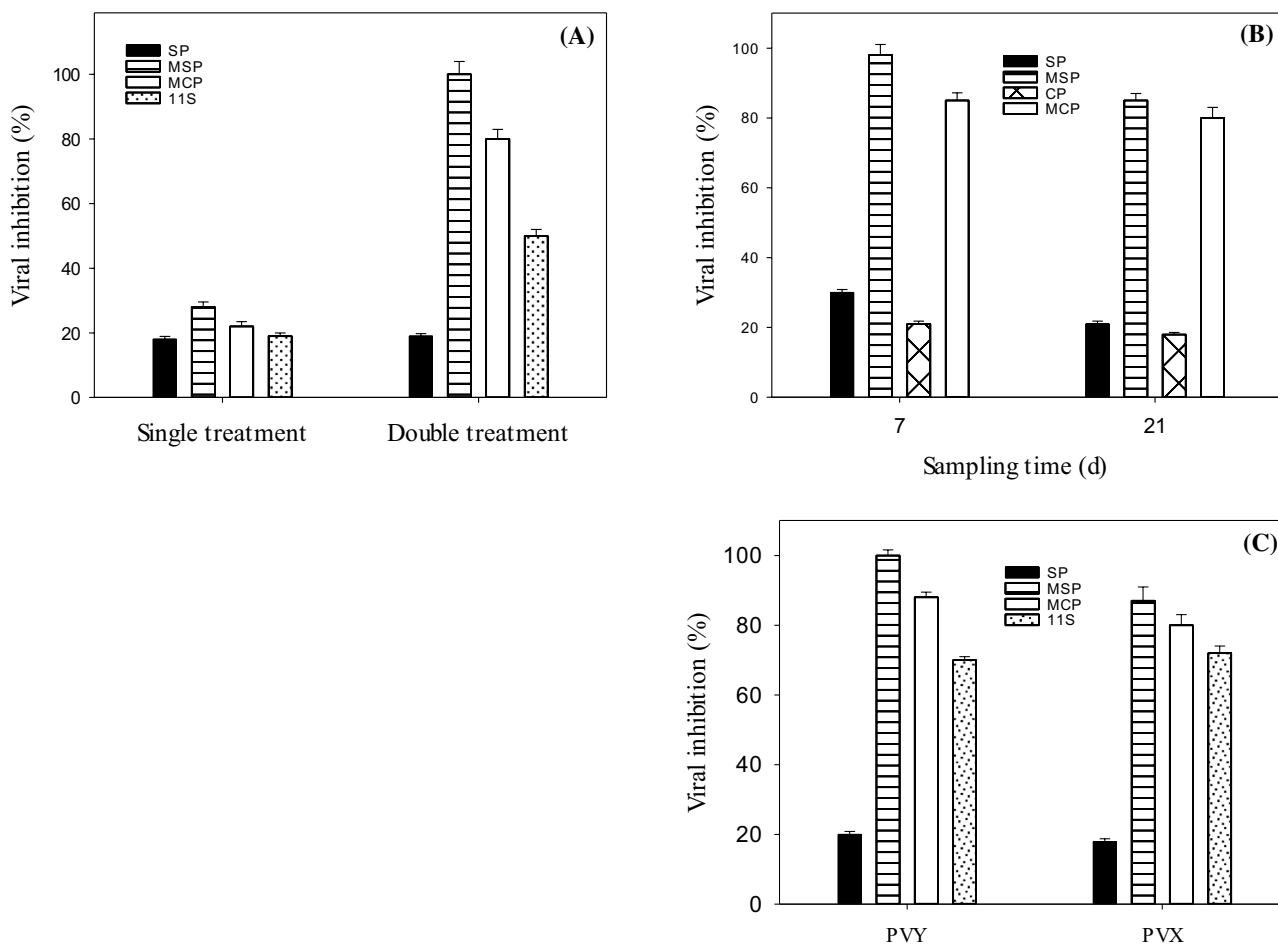 (A)
SP
MSP
MCP
11S
Viral inhibition (%)
100
80
60
40
20
0
Single treatment
Double treatment
(B)
SP
MSP
CP
MCP
Viral inhibition (%)
100
80
60
40
20
0
7
21
Sampling time (d)
(C)
SP
MSP
MCP
11S
Viral inhibition (%)
100
80
60
40
20
0
PVY
PVX